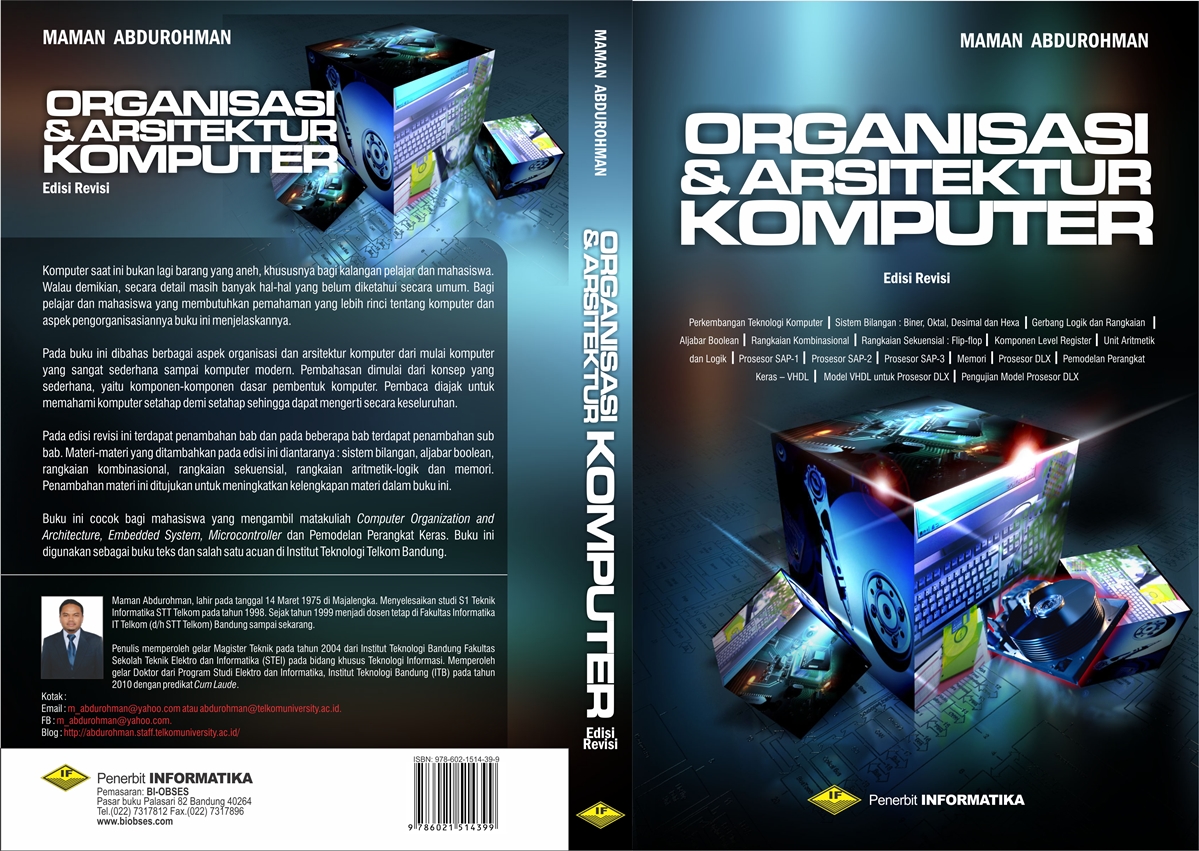 MAMAN ABDUROHMAN
ORGANISASI
& ARSITEKTUR
KOMPUTER
Edisi Revisi
Komputer saat ini bukan lagi barang yang aneh, khususnya bagi kalangan pelajar dan mahasiswa.
Walau demikian, secara detail masih banyak hal-hal yang belum diketahui secara umum. Bagi
pelajar dan mahasiswa yang membutuhkan pemahaman yang lebih rinci tentang komputer dan
aspek pengorganisasiannya buku ini menjelaskannya.
Pada buku ini dibahas berbagai aspek organisasi dan arsitektur komputer dari mulai komputer
yang sangat sederhana sampai komputer modern. Pembahasan dimulai dari konsep yang
sederhana, yaitu komponen-komponen dasar pembentuk komputer. Pembaca diajak untuk
memahami komputer setahap demi setahap sehingga dapat mengerti secara keseluruhan.
Pada edisi revisi ini terdapat penambahan bab dan pada beberapa bab terdapat penambahan sub
bab. Materi-materi yang ditambahkan pada edisi ini diantaranya : sistem bilangan, aljabar boolean,
rangkaian kombinasional, rangkaian sekuensial, rangkaian aritmetik-logik dan memori.
Penambahan materi ini ditujukan untuk meningkatkan kelengkapan materi dalam buku ini.
Buku ini cocok bagi mahasiswa yang mengambil matakuliah Computer Organization and
Architecture, Embedded System, Microcontroller dan Pemodelan Perangkat Keras. Buku ini
digunakan sebagai buku teks dan salah satu acuan di Institut Teknologi Telkom Bandung.
Maman Abdurohman, lahir pada tanggal 14 Maret 1975 di Majalengka. Menyelesaikan studi S1 Teknik
Informatika STT Telkom pada tahun 1998. Sejak tahun 1999 menjadi dosen tetap di Fakultas Informatika
IT Telkom (d/h STT Telkom) Bandung sampai sekarang.
Penulis memperoleh gelar Magister Teknik pada tahun 2004 dari Institut Teknologi Bandung Fakultas
Sekolah Teknik Elektro dan Informatika (STEI) pada bidang khusus Teknologi Informasi. Memperoleh
gelar Doktor dari Program Studi Elektro dan Informatika, Institut Teknologi Bandung (ITB) pada tahun
2010 dengan predikat Cum Laude.
Kotak :
Email : m_abdurohman@yahoo.com atau abdurohman@telkomuniversity.ac.id.
FB : m_abdurohman@yahoo.com.
Blog : http://abdurohman.staff.telkomuniversity.ac.id/
IF
Penerbit INFORMATIKA
Pemasaran: BI-OBSES
Pasar buku Palasari 82 Bandung 40264
Tel.(022) 7317812 Fax.(022) 7317896
www.biobses.com
ISBN: 978-602-1514-39-9
9 786021 514399
MAMAN ABDUROHMAN
ORGANISASI
& ARSITEKTUR
KOMPUTER
Edisi
Revisi
IF
MAMAN ABDUROHMAN
ORGANISASI
& ARSITEKTUR
KOMPUTER
Edisi Revisi
Perkembangan Teknologi Komputer | Sistem Bilangan : Biner, Oktal, Desimal dan Hexa | Gerbang Logik dan Rangkaian |
Aljabar Boolean | Rangkaian Kombinasional | Rangkaian Sekuensial : Flip-flop | Komponen Level Register | Unit Aritmetik
dan Logik | Prosesor SAP-1 | Prosesor SAP-2 | Prosesor SAP-3 | Memori | Prosesor DLX | Pemodelan Perangkat
Keras – VHDL | Model VHDL untuk Prosesor DLX | Pengujian Model Prosesor DLX
IF
Penerbit INFORMATIKA